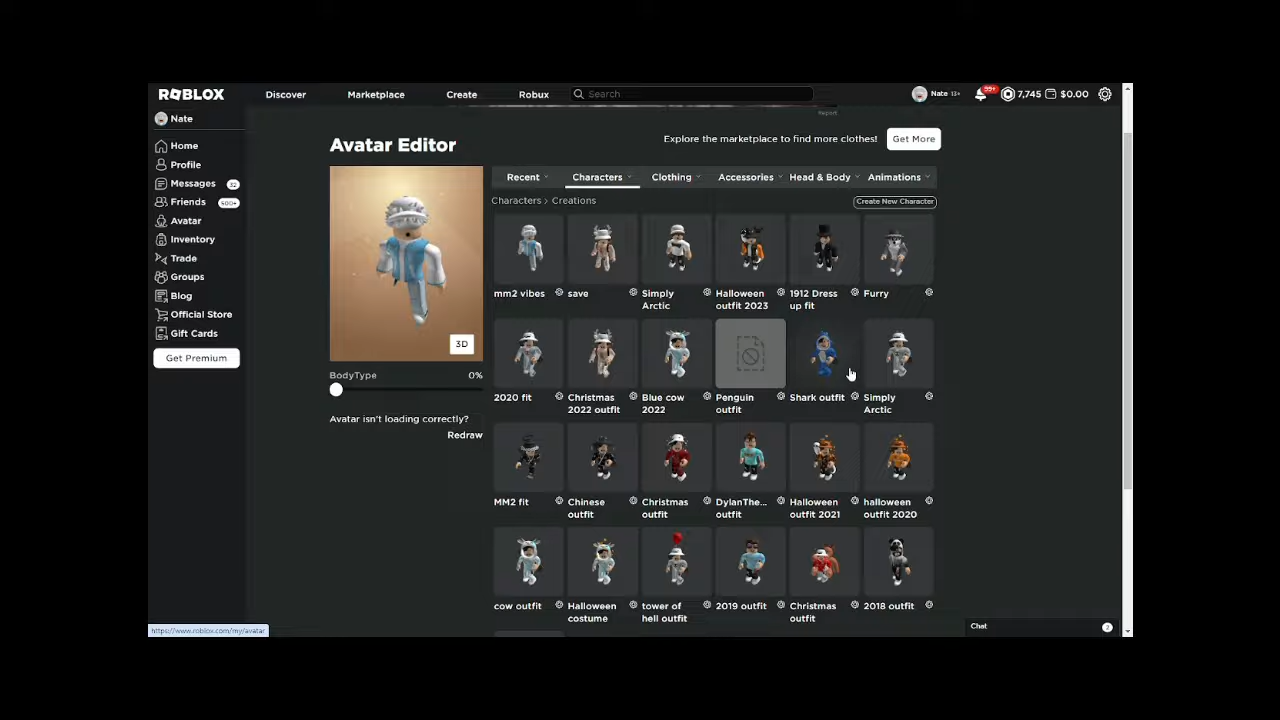 ROBLOX
Discover
Marketplace
Create
Robux
Search
Nate 13+
99+
7,745
$0.00
Report
Nate
Home
Profile
Messages 32
Friends 500+
Avatar
Inventory
Trade
Groups
Blog
Official Store
Gift Cards
Get Premium
Avatar Editor
Explore the marketplace to find more clothes!
Get More
3D
BodyType 0%
Avatar isn't loading correctly?
Redraw
Recent
Characters
Clothing
Accessories
Head & Body
Animations
Characters > Creations
Create New Character
mm2 vibes
save
Simply
Arctic
Halloween
outfit 2023
1912 Dress
up fit
Furry
2020 fit
Christmas
2022 outfit
Blue cow
2022
Penguin
outfit
Shark outfit
Simply
Arctic
MM2 fit
Chinese
outfit
Christmas
outfit
DylanThe...
outfit
Halloween
outfit 2021
halloween
outfit 2020
cow outfit
Halloween
costume
tower of
hell outfit
2019 outfit
Christmas
outfit
2018 outfit
https://www.roblox.com/my/avatar
Chat